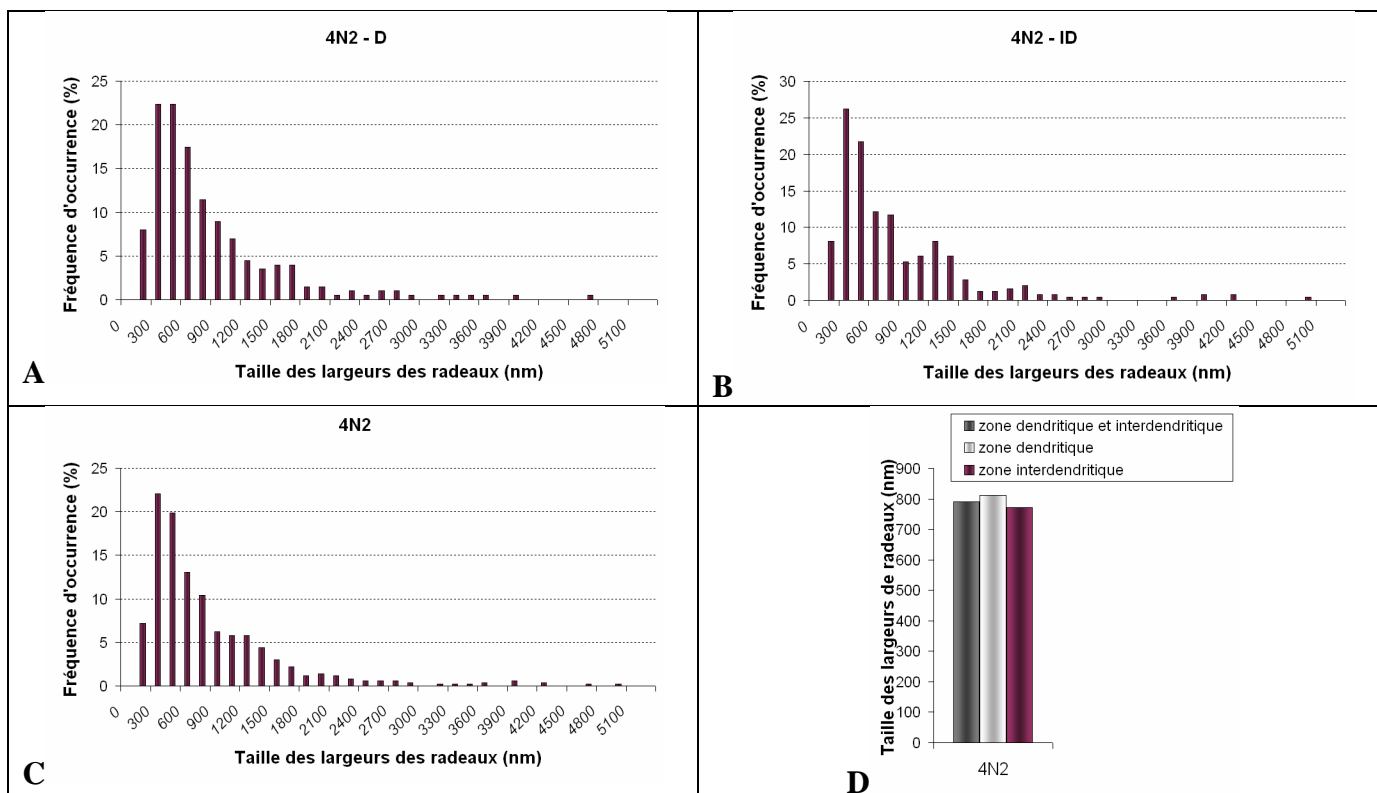 4N2 - D
Fréquence d'occurrence (%)
25
20
15
10
5
0
0 300 600 900 1200 1500 1800 2100 2400 2700 3000 3300 3600 3900 4200 4500 4800 5100
Taille des largeurs des radeaux (nm)
A
4N2 - ID
Fréquence d'occurrence (%)
30
25
20
15
10
5
0
0 300 600 900 1200 1500 1800 2100 2400 2700 3000 3300 3600 3900 4200 4500 4800 5100
Taille des largeurs des radeaux (nm)
B
4N2
Fréquence d'occurrence (%)
25
20
15
10
5
0
0 300 600 900 1200 1500 1800 2100 2400 2700 3000 3300 3600 3900 4200 4500 4800 5100
Taille des largeurs des radeaux (nm)
C
zone dendritique et interdendritique
zone dendritique
zone interdendritique
Taille des largeurs de radeaux (nm)
900
800
700
600
500
400
300
200
100
0
4N2
D